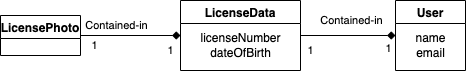 LicensePhoto
Contained-in
1
1
LicenseData
licenseNumber
dateOfBirth
Contained-in
1
1
User
name
email